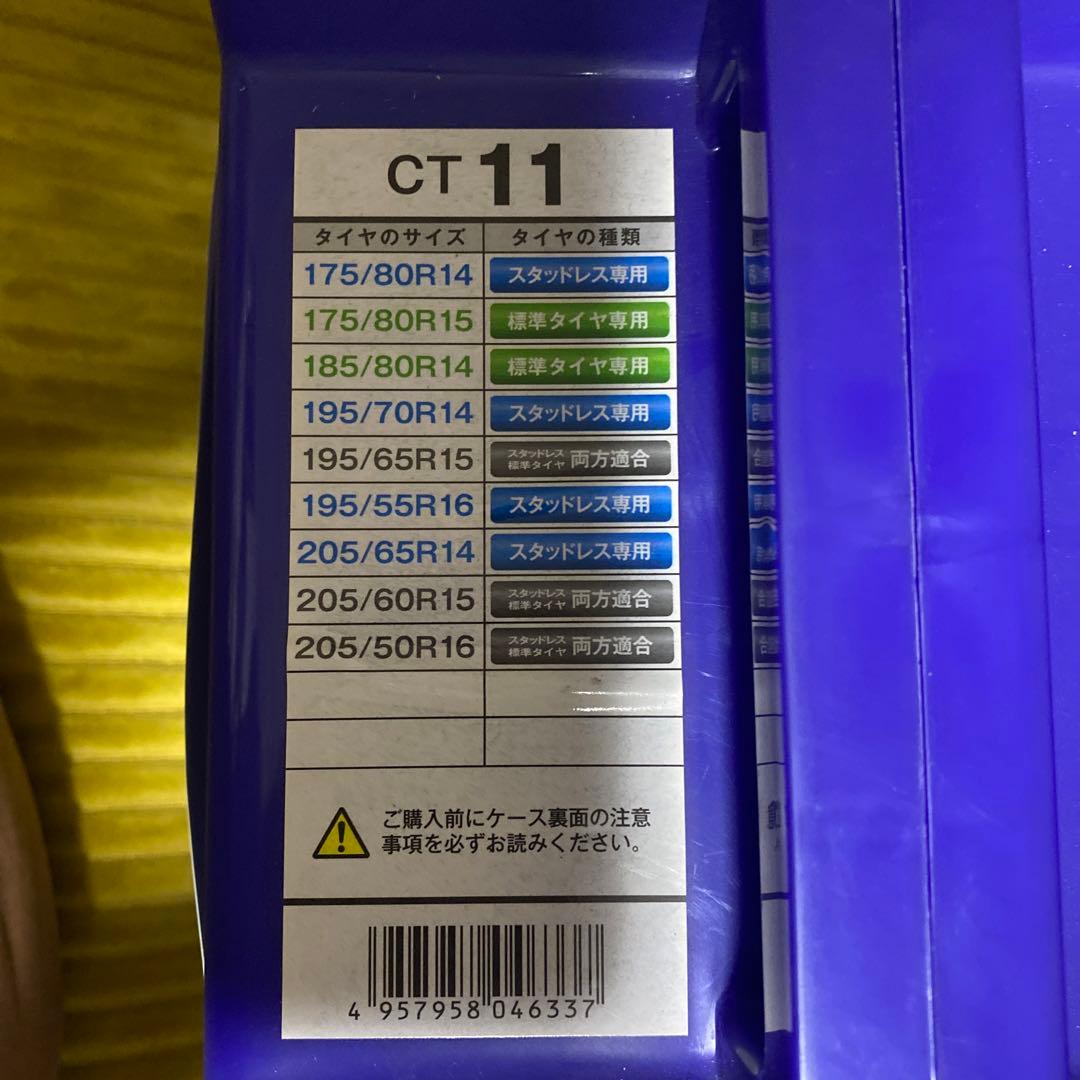 CT 11
タイヤのサイズ タイヤの種類
175/80R14 スタッドレス専用
175/80R15 標準タイヤ専用
185/80R14 標準タイヤ専用
195/70R14 スタッドレス専用
195/65R15 スタッドレス 標準タイヤ 両方適合
195/55R16 スタッドレス専用
205/65R14 スタッドレス専用
205/60R15 スタッドレス 標準タイヤ 両方適合
205/50R16 スタッドレス 標準タイヤ 両方適合
ご購入前にケース裏面の注意
事項を必ずお読みください。
4 957958 046337